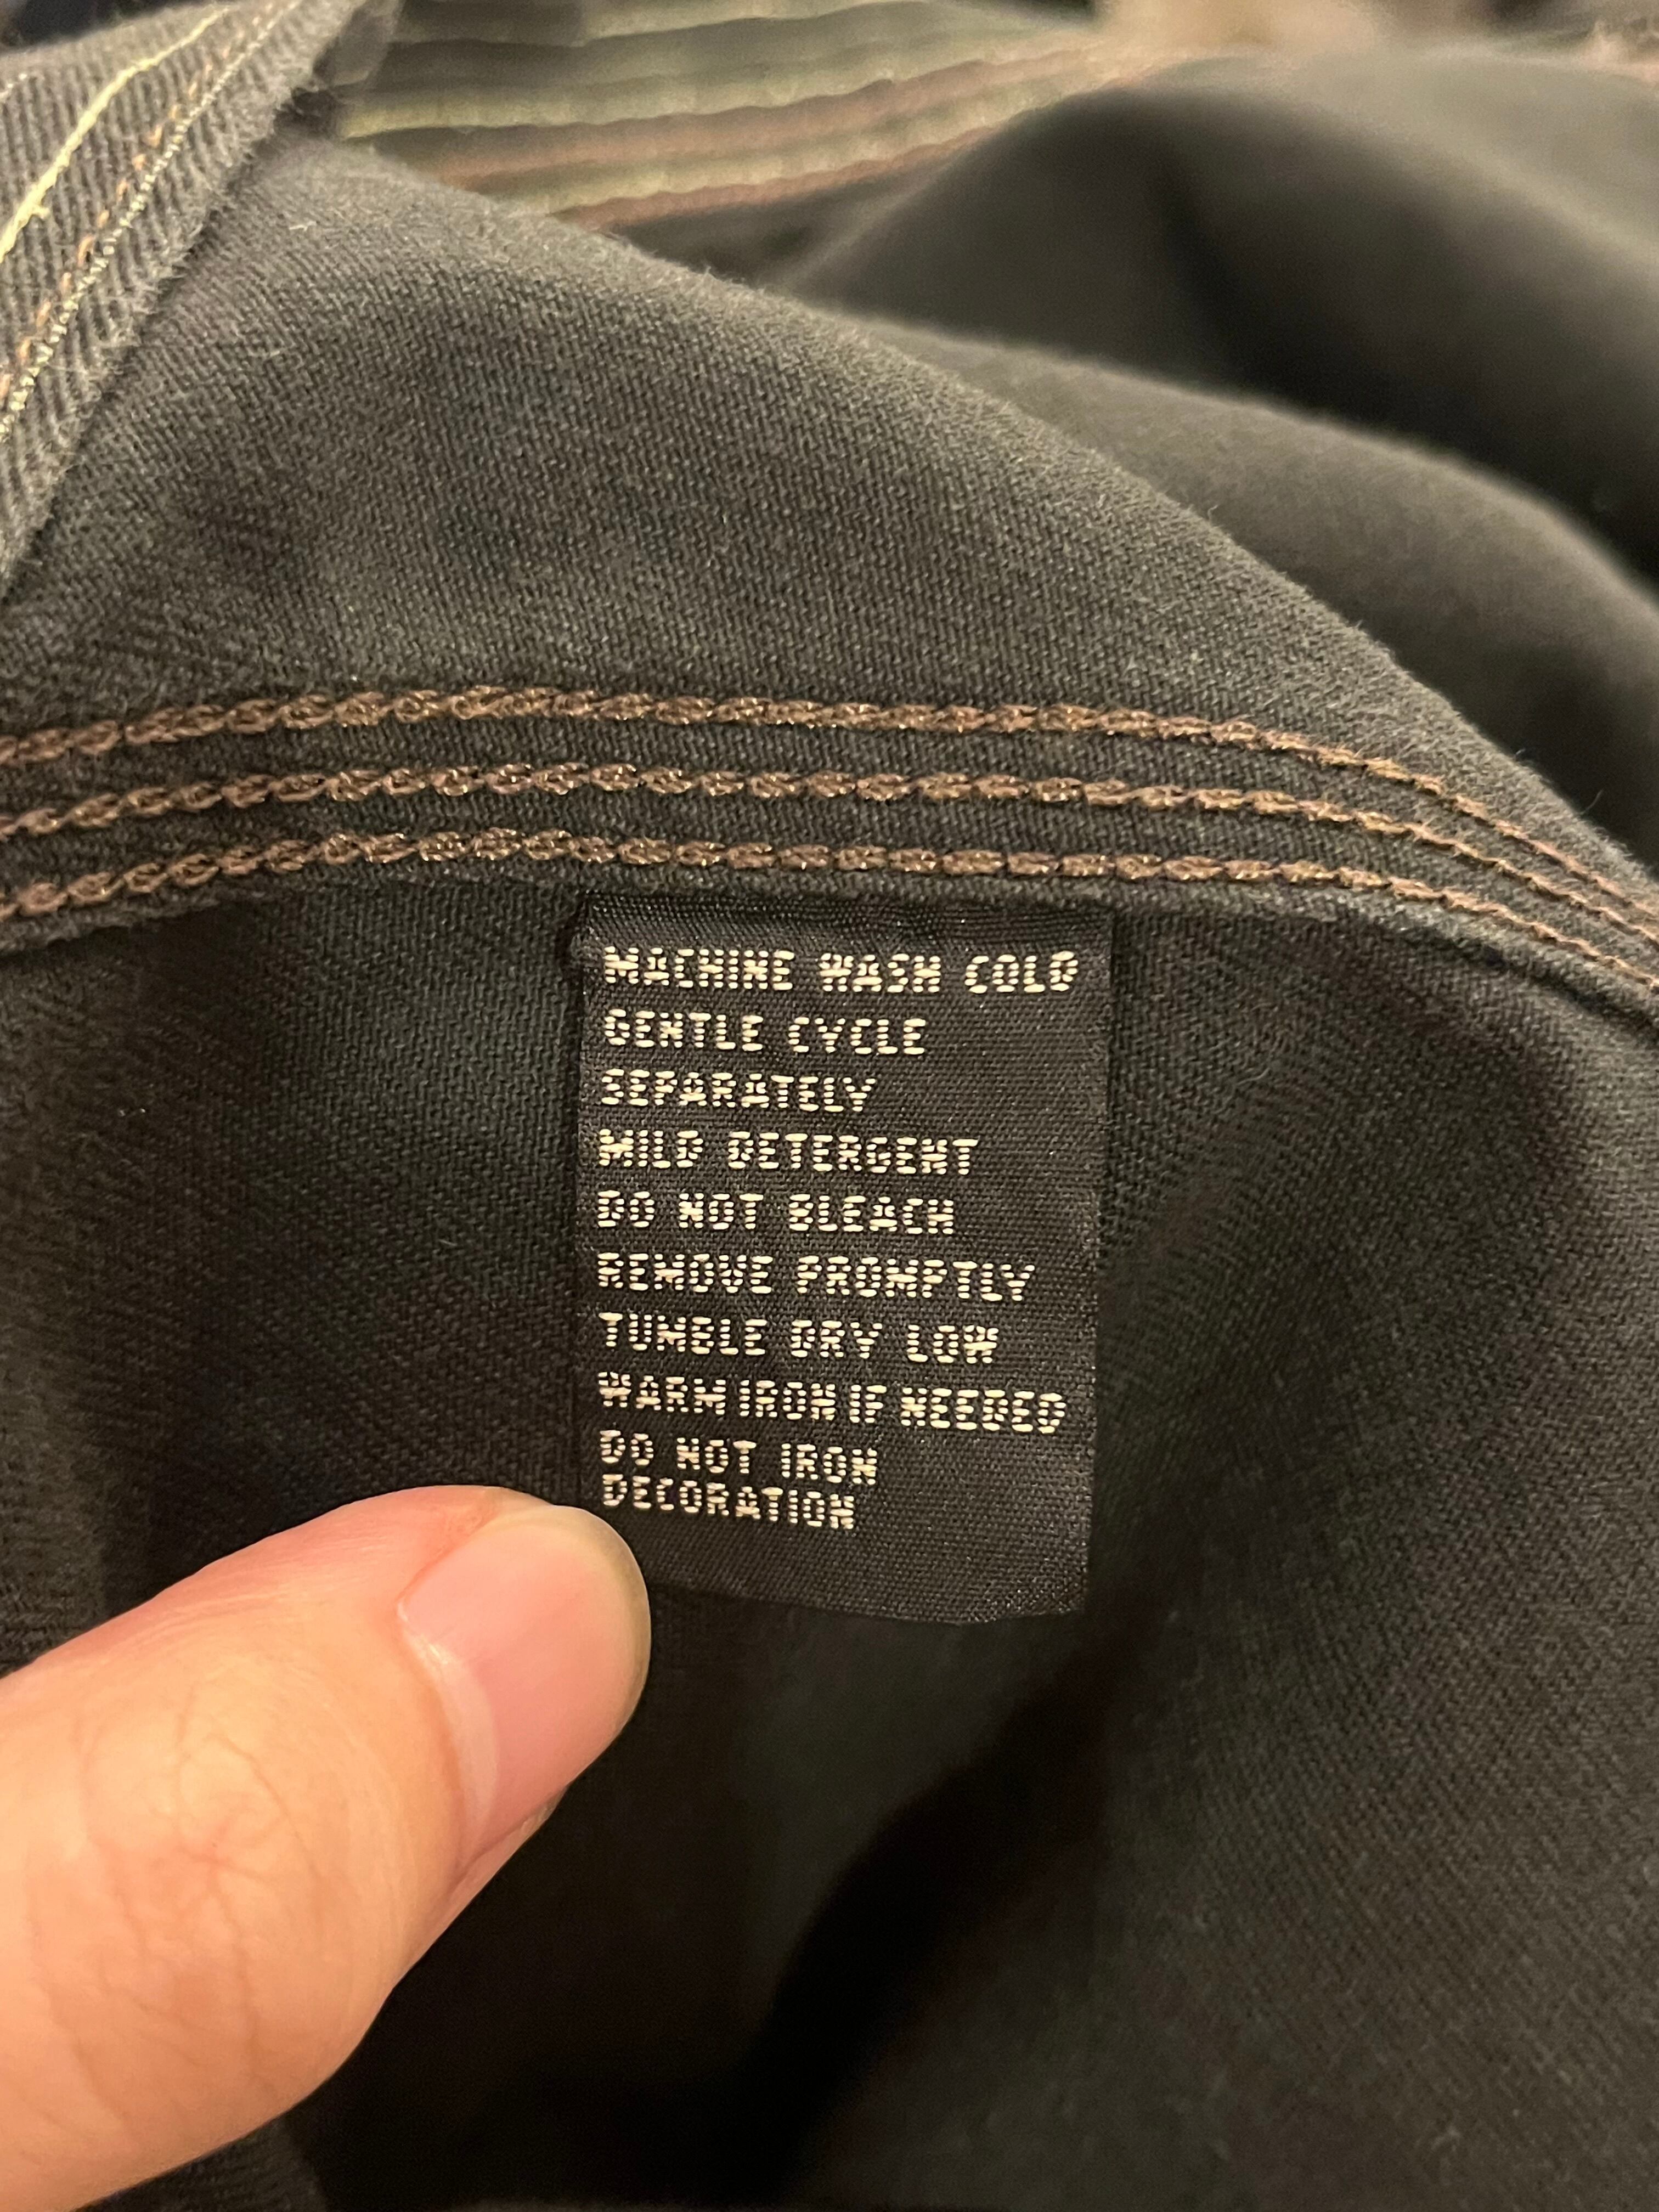 MACHINE WASH COLD
GENTLE CYCLE
SEPARATELY
MILD DETERGENT
DO NOT BLEACH
REMOVE PROMPTLY
TUMBLE DRY LOW
WARM IRON IF NEEDED
DO NOT IRON
DECORATION